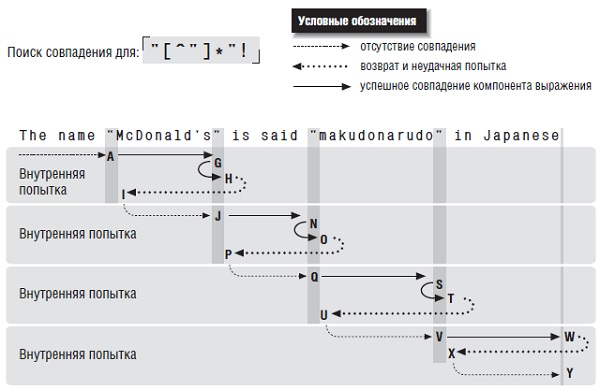 Условные обозначения
Поиск совпадения для: "[^"]*"!
отсутствие совпадения
возврат и неудачная попытка
успешное совпадение компонента выражения
The name "McDonald's" is said "makudonarudo" in Japanese
A
G
Внутренняя попытка
H
I
J
N
Внутренняя попытка
O
P
Q
S
Внутренняя попытка
T
U
V
W
Внутренняя попытка
X
Y